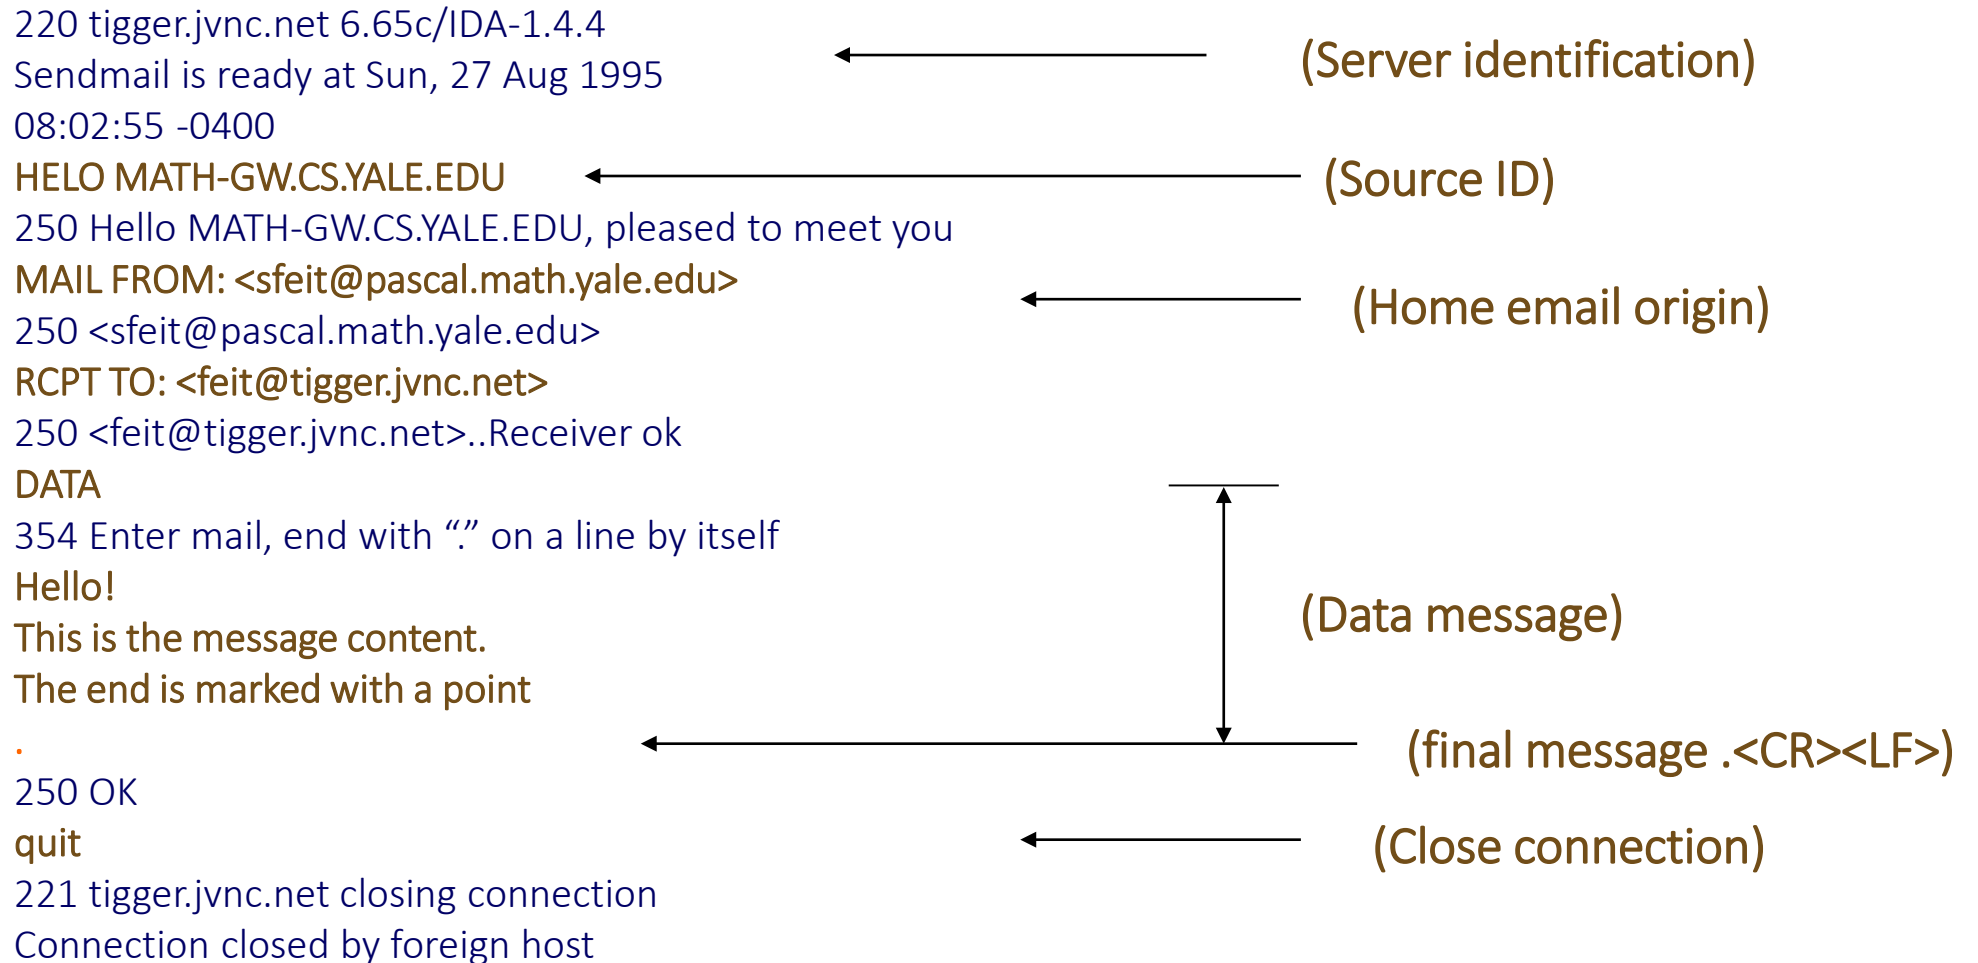 220 tigger.jvnc.net 6.65c/IDA-1.4.4
Sendmail is ready at Sun, 27 Aug 1995
08:02:55 -0400
(Server identification)
HELO MATH-GW.CS.YALE.EDU
(Source ID)
250 Hello MATH-GW.CS.YALE.EDU, pleased to meet you
MAIL FROM: <sfeit@pascal.math.yale.edu>
(Home email origin)
250 <sfeit@pascal.math.yale.edu>
RCPT TO: <feit@tigger.jvnc.net>
250 <feit@tigger.jvnc.net>..Receiver ok
DATA
354 Enter mail, end with “.” on a line by itself
Hello!
This is the message content.
The end is marked with a point
(Data message)
.
(final message .<CR><LF>)
250 OK
quit
(Close connection)
221 tigger.jvnc.net closing connection
Connection closed by foreign host